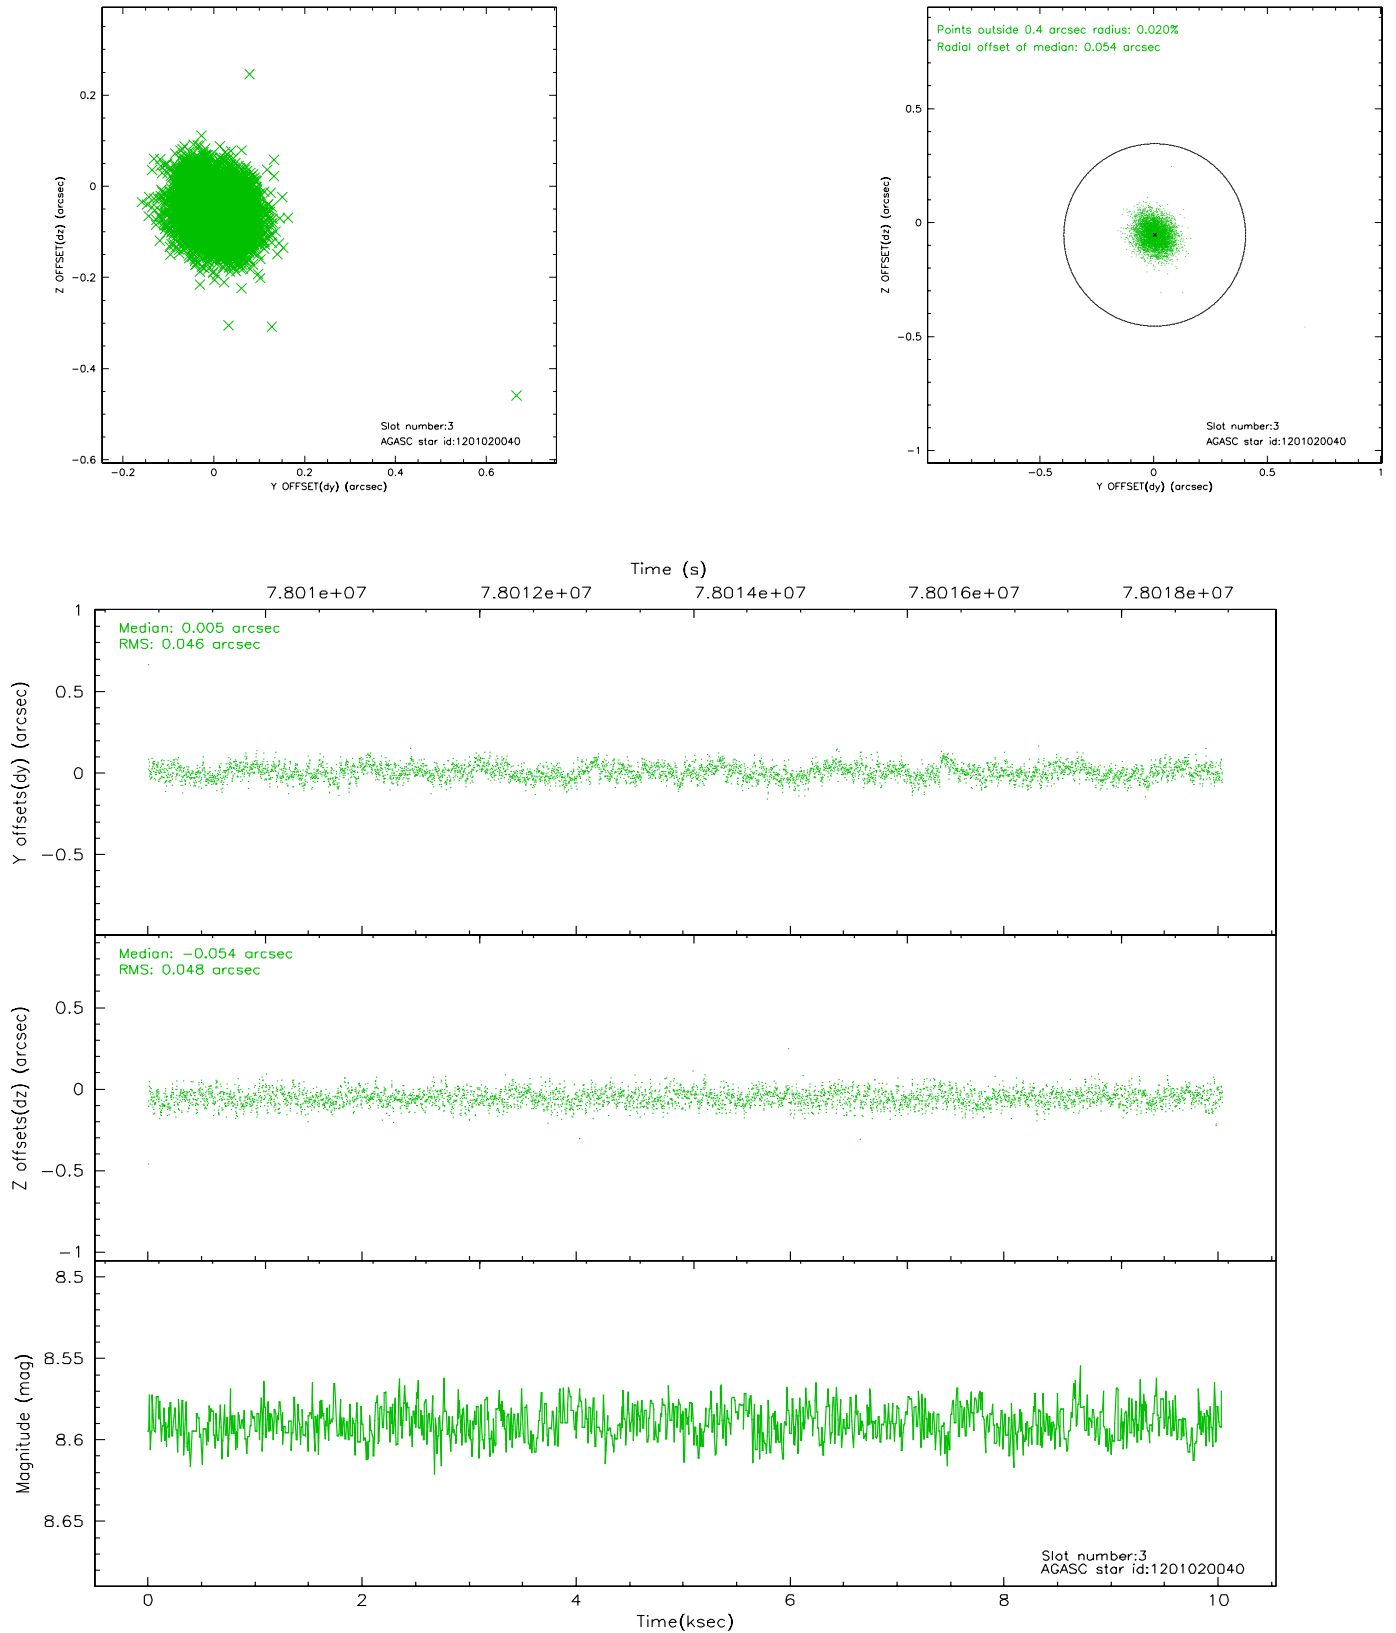 0.2
0
−0.2
−0.4
−0.6
−0.2
0
0.2
0.4
0.6
Z OFFSET(dz) (arcsec)
Y OFFSET(dy) (arcsec)
Slot number:3
AGASC star id:1201020040
Points outside 0.4 arcsec radius: 0.020%
Radial offset of median: 0.054 arcsec
0.5
0
−0.5
−1
−0.5
0
0.5
1
Z OFFSET(dz) (arcsec)
Y OFFSET(dy) (arcsec)
Slot number:3
AGASC star id:1201020040
Time (s)
7.801e+07
7.8012e+07
7.8014e+07
7.8016e+07
7.8018e+07
Median: 0.005 arcsec
RMS: 0.046 arcsec
1
0.5
0
−0.5
Y offsets(dy) (arcsec)
Median: −0.054 arcsec
RMS: 0.048 arcsec
0.5
0
−0.5
−1
Z offsets(dz) (arcsec)
8.5
8.55
8.6
8.65
Magnitude (mag)
Slot number:3
AGASC star id:1201020040
0
2
4
6
8
10
Time(ksec)